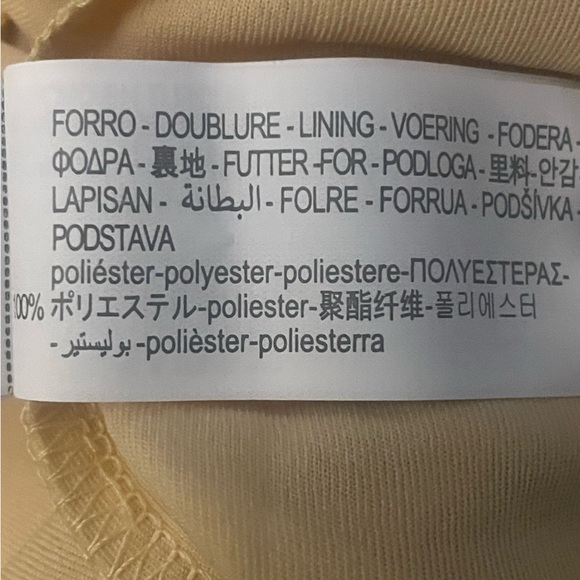 FORRO - DOUBLURE - LINING - VOERING - FODERA -
ΦΟΔΡΑ - 裏地 - FUTTER -FOR - PODLOGA - 里料-안감
LAPISAN - البطانة - FOLRE - FORRUA - PODŠÍVKA -
PODSTAVA
poliéster-polyester-poliestere-ΠΟΛΥΕΣΤΕΡΑΣ-
100% ポリエステル-poliester-聚酯纤维-폴리에스터
- بوليستير -polièster-poliesterra